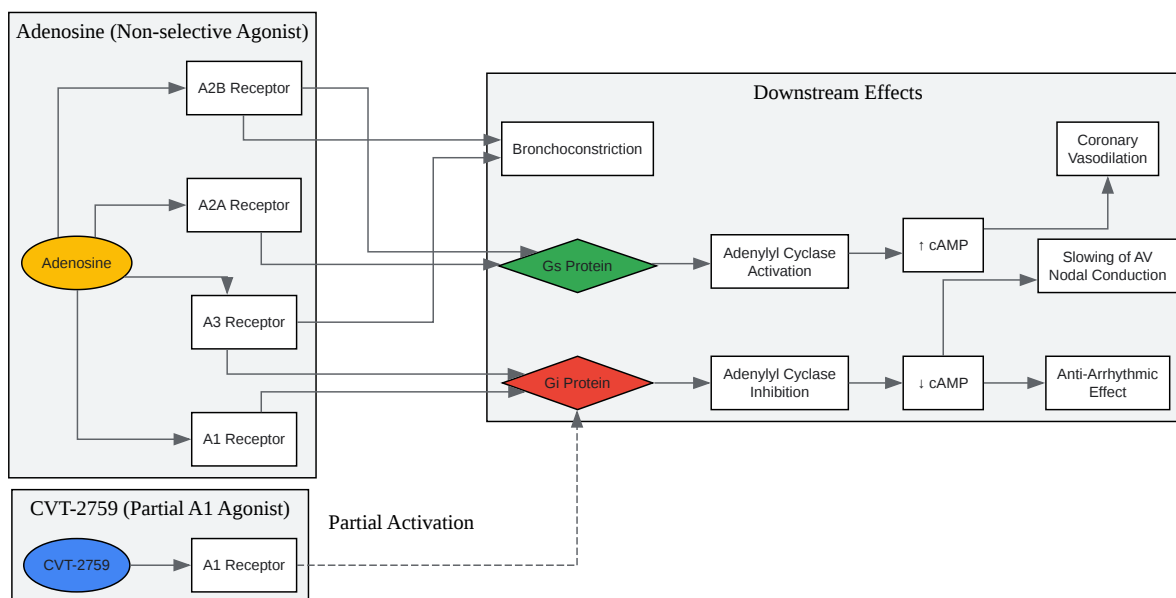 Adenosine (Non-selective Agonist)
A2B Receptor
A2A Receptor
Adenosine
A3 Receptor
A1 Receptor
CVT-2759 (Partial A1 Agonist)
CVT-2759
A1 Receptor
Partial Activation
Downstream Effects
Bronchoconstriction
Coronary
Vasodilation
Gs Protein
Adenylyl Cyclase
Activation
↑ cAMP
Slowing of AV
Nodal Conduction
Gi Protein
Adenylyl Cyclase
Inhibition
↓ cAMP
Anti-Arrhythmic
Effect